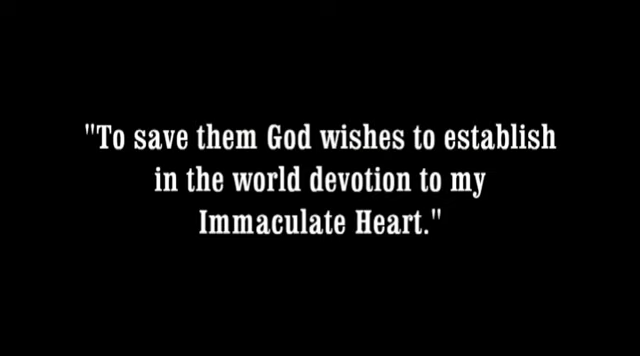 "To save them God wishes to establish
in the world devotion to my
Immaculate Heart."